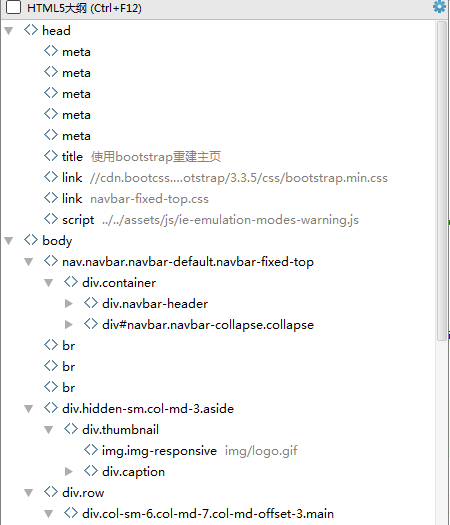 HTML5大纲 (Ctrl+F12)
head
meta
meta
meta
meta
meta
title 使用bootstrap重建主页
link //cdn.bootcss....otstrap/3.3.5/css/bootstrap.min.css
link navbar-fixed-top.css
script ../../assets/js/ie-emulation-modes-warning.js
body
nav.navbar.navbar-default.navbar-fixed-top
div.container
div.navbar-header
div#navbar.navbar-collapse.collapse
br
br
br
div.hidden-sm.col-md-3.aside
div.thumbnail
img.img-responsive img/logo.gif
div.caption
div.row
div.col-sm-6.col-md-7.col-md-offset-3.main